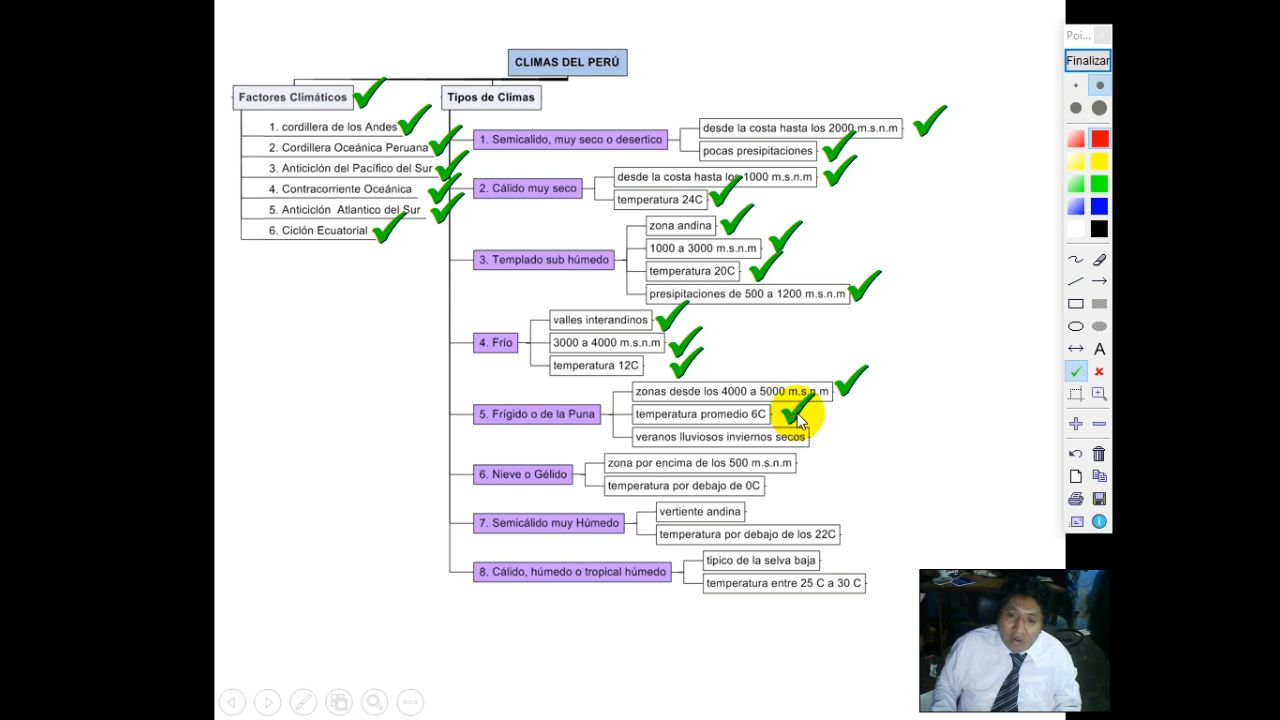 CLIMAS DEL PERÚ
Factores Climáticos
1. cordillera de los Andes
2. Cordillera Oceánica Peruana
3. Anticiclón del Pacífico del Sur
4. Contracorriente Oceánica
5. Anticiclón Atlantico del Sur
6. Ciclón Ecuatorial
Tipos de Climas
1. Semicalido, muy seco o desertico
desde la costa hasta los 2000 m.s.n.m
pocas presipitaciones
2. Cálido muy seco
desde la costa hasta los 1000 m.s.n.m
temperatura 24C
3. Templado sub húmedo
zona andina
1000 a 3000 m.s.n.m
temperatura 20C
presipitaciones de 500 a 1200 m.s.n.m
4. Frío
valles interandinos
3000 a 4000 m.s.n.m
temperatura 12C
5. Frígido o de la Puna
zonas desde los 4000 a 5000 m.s.n.m
temperatura promedio 6C
veranos lluviosos inviernos secos
6. Nieve o Gélido
zona por encima de los 500 m.s.n.m
temperatura por debajo de 0C
7. Semicálido muy Húmedo
vertiente andina
temperatura por debajo de los 22C
8. Cálido, húmedo o tropical húmedo
tipico de la selva baja
temperatura entre 25 C a 30 C
Poi...
Finalizar
A